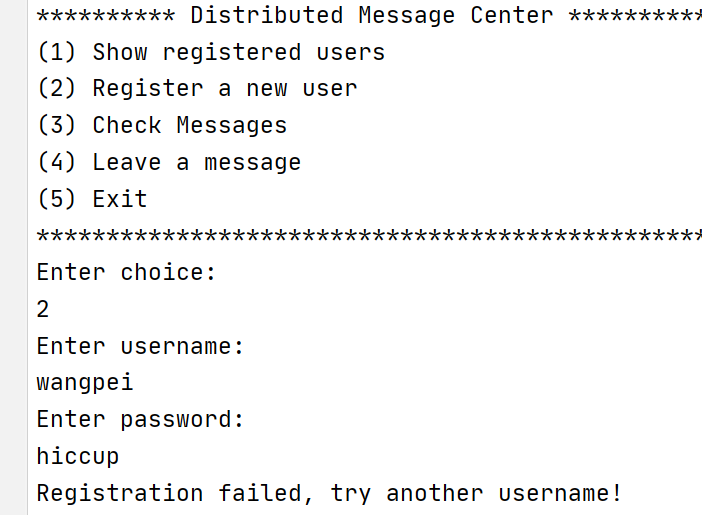 ********** Distributed Message Center **********
(1) Show registered users
(2) Register a new user
(3) Check Messages
(4) Leave a message
(5) Exit
************************************************
Enter choice:
2
Enter username:
wangpei
Enter password:
hiccup
Registration failed, try another username!